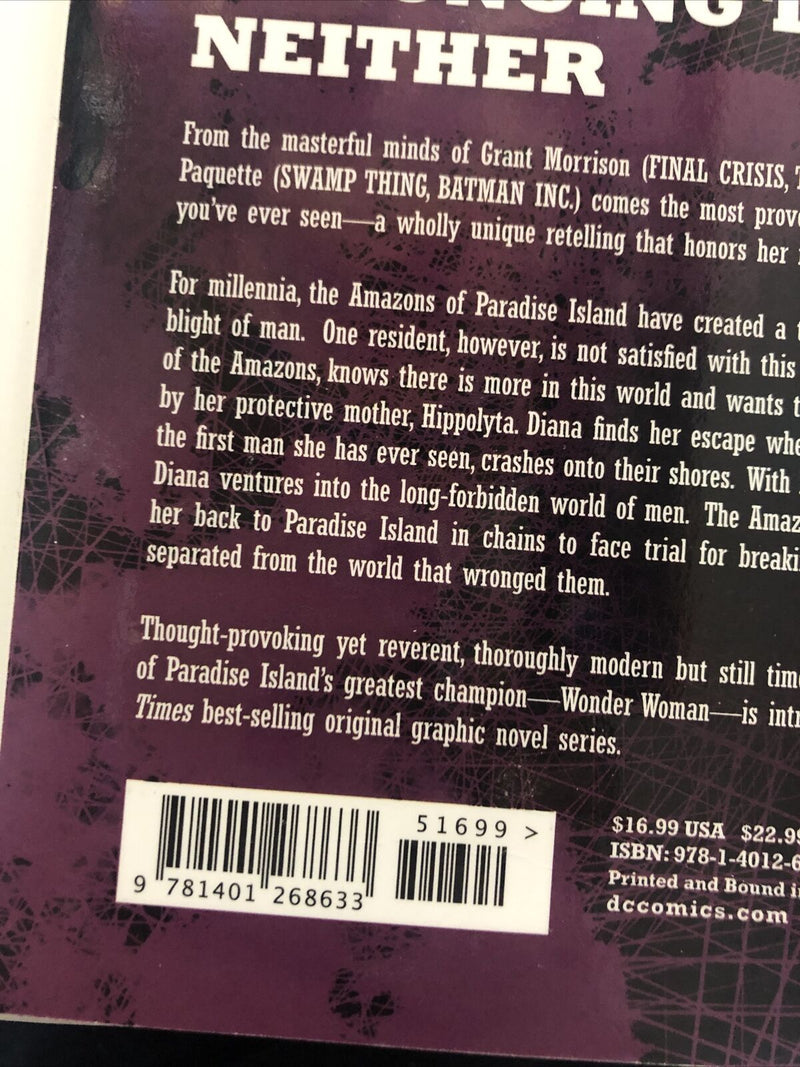 NEITHER
From the masterful minds of Grant Morrison (FINAL CRISIS,
Paquette (SWAMP THING, BATMAN INC.) comes the most
you've ever seen—a wholly unique retelling that honors her
For millennia, the Amazons of Paradise Island have created a
blight of man. One resident, however, is not satisfied with this
of the Amazons, knows there is more in this world and wants
by her protective mother, Hippolyta. Diana finds her escape
the first man she has ever seen, crashes onto their shores. With
Diana ventures into the long-forbidden world of men. The
her back to Paradise Island in chains to face trial for
separated from the world that wronged them.
Thought-provoking yet reverent, thoroughly modern but still
of Paradise Island's greatest champion—Wonder Woman—is
Times best-selling original graphic novel series.
51699 >
9 781401 268633
$16.99 USA $22.99
ISBN: 978-1-4012-6
Printed and Bound
dccomics.com